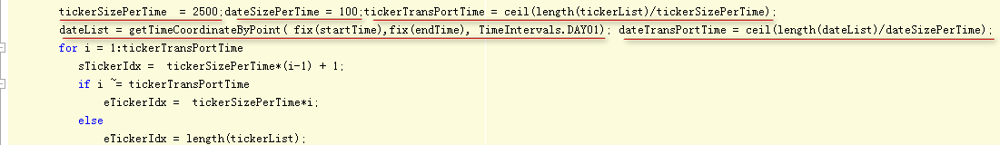 tickerSizePerTime  = 2500;dateSizePerTime = 100;tickerTransPortTime = ceil(length(tickerList)/tickerSizePerTime);
dateList = getTimeCoordinateByPoint( fix(startTime),fix(endTime), TimeIntervals.DAY01); dateTransPortTime = ceil(length(dateList)/dateSizePerTime);
for i = 1:tickerTransPortTime
sTickerIdx =  tickerSizePerTime*(i-1) + 1;
if i ~= tickerTransPortTime
eTickerIdx =  tickerSizePerTime*i;
else
eTickerIdx = length(tickerList);